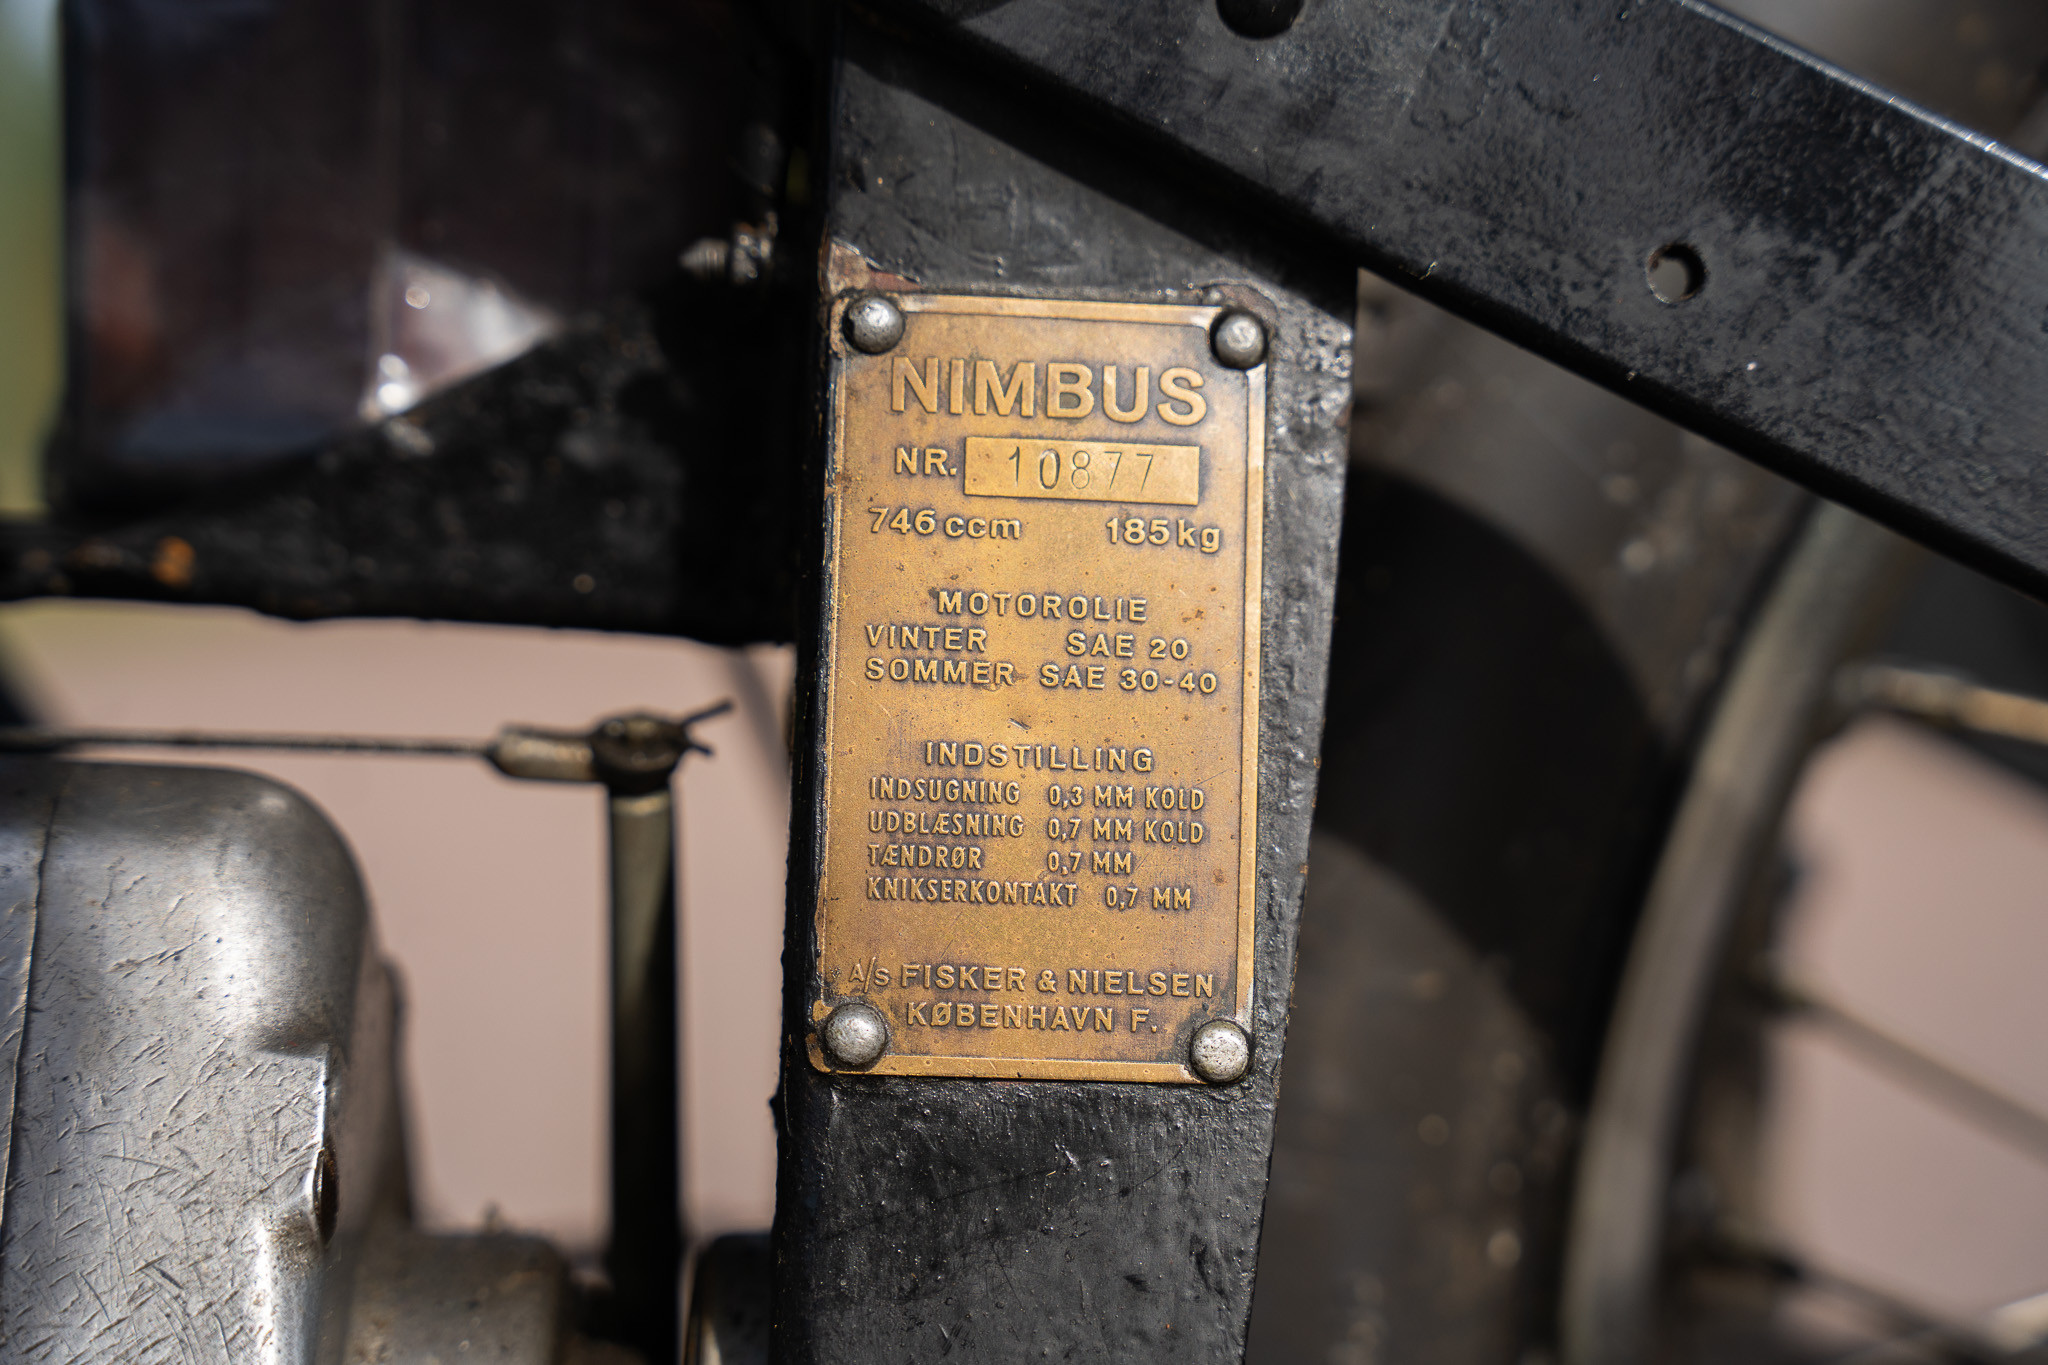 NIMBUS
NR. 10877
746 ccm 185 kg
MOTOROLIE
VINTER SAE 20
SOMMER SAE 30-40
INDSTILLING
INDSUGNING 0,3 MM KOLD
UDBLÆSNING 0,7 MM KOLD
TÆNDRØR 0,7 MM
KNIKSERKONTAKT 0,7 MM
A/S FISKER & NIELSEN
KØBENHAVN F.